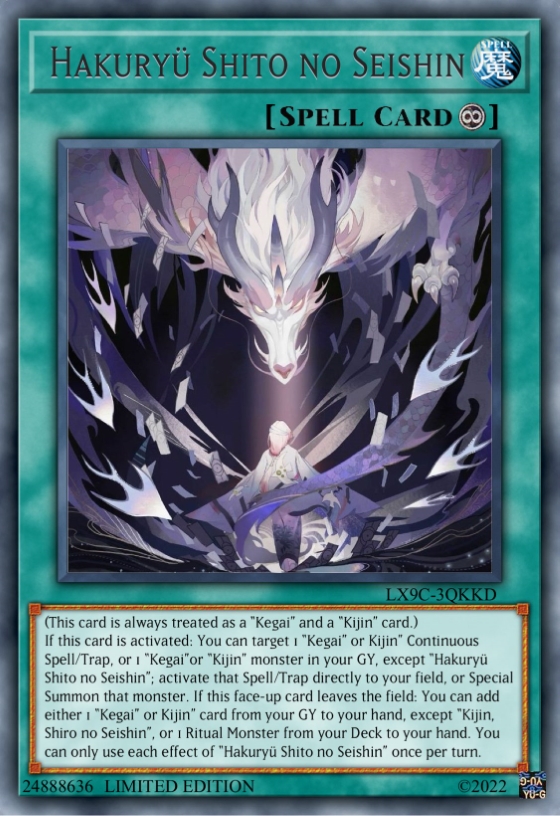 HAKURYÜ SHITO NO SEISHIN
SPELL
魔
[SPELL CARD]
LX9C-3QKKD
(This card is always treated as a "Kegai" and a "Kijin" card.)
If this card is activated: You can target 1 "Kegai" or Kijin" Continuous
Spell/Trap, or 1 "Kegai"or "Kijin" monster in your GY, except "Hakuryü
Shito no Seishin"; activate that Spell/Trap directly to your field, or Special
Summon that monster. If this face-up card leaves the field: You can add
either 1 "Kegai" or Kijin" card from your GY to your hand, except "Kijin,
Shiro no Seishin", or 1 Ritual Monster from your Deck to your hand. You
can only use each effect of "Hakuryü Shito no Seishin" once per turn.
24888636 LIMITED EDITION
©2022
YU-G